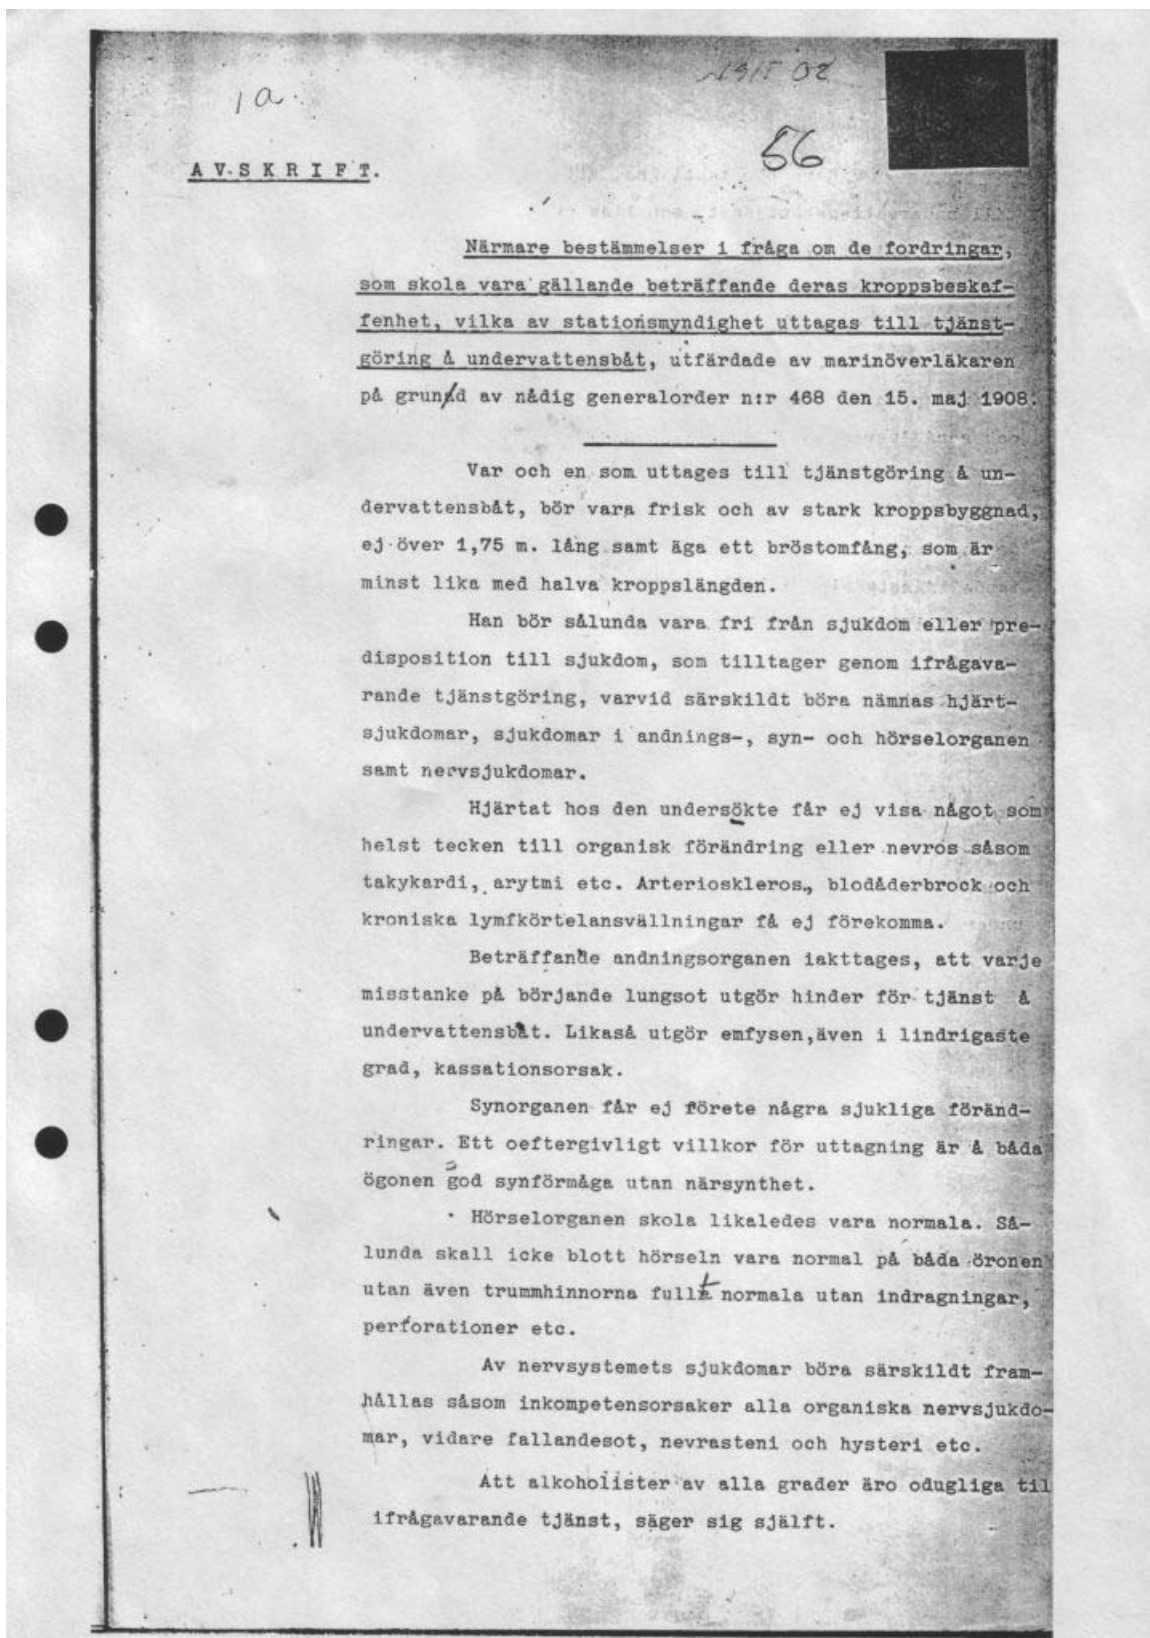 1a.
56
AVSKRIFT.
Närmare bestämmelser i fråga om de fordringar,
som skola vara gällande beträffande deras kroppsbeskaf-
fenhet, vilka av stationsmyndighet uttagas till tjänst-
göring å undervattensbåt, utfärdade av marinöverläkaren
på grund av nådig generalorder n:r 468 den 15. maj 1908.
Var och en som uttages till tjänstgöring å un-
dervattensbåt, bör vara frisk och av stark kroppsbyggnad,
ej över 1,75 m. lång samt äga ett bröstomfång, som är
minst lika med halva kroppslängden.
Han bör sålunda vara fri från sjukdom eller pre-
disposition till sjukdom, som tilltager genom ifrågava-
rande tjänstgöring, varvid särskildt böra nämnas hjärt-
sjukdomar, sjukdomar i andnings-, syn- och hörselorganen
samt nervsjukdomar.
Hjärtat hos den undersökte får ej visa något som
helst tecken till organisk förändring eller nevros såsom
takykardi, arytmi etc. Arterioskleros, blodåderbrock och
kroniska lymfkörtelansvällningar få ej förekomma.
Beträffande andningsorganen iakttages, att varje
misstanke på började lungsot utgör hinder för tjänst å
undervattensbåt. Likaså utgör emfysen,även i lindrigaste
grad, kassationsorsak.
Synorganen får ej förete några sjukliga föränd-
ringar. Ett oeftergivligt villkor för uttagning är å båda
ögonen god synförmåga utan närsynthet.
Hörselorganen skola likaledes vara normala. Så-
lunda skall icke blott hörseln vara normal på båda öronen
utan även trummhinnorna fullt normala utan indragningar,
perforationer etc.
Av nervsystemets sjukdomar böra särskildt fram-
hållas såsom inkompetensorsaker alla organiska nervsjukdo-
mar, vidare fallandesot, nevrasteni och hysteri etc.
Att alkoholister av alla grader äro odugliga til
ifrågavarande tjänst, säger sig självt.